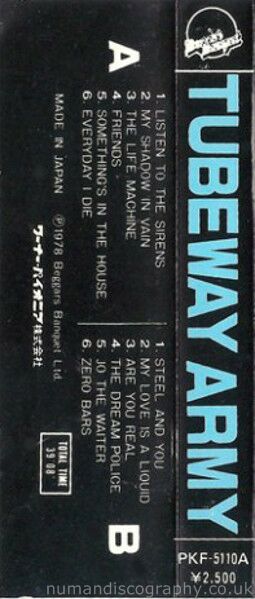 Beggars Banquet
TUBEWAY ARMY
PKF-5110A
¥2,500
A
1 LISTEN TO THE SIRENS
2 MY SHADOW IN VAIN
3 THE LIFE MACHINE
4 FRIENDS
5 SOMETHING'S IN THE HOUSE
6 EVERYDAY I DIE
B
1 STEEL AND YOU
2 MY LOVE IS A LIQUID
3 ARE YOU REAL
4 THE DREAM POLICE
5 JO THE WAITER
6 ZERO BARS
MADE IN JAPAN ℗1978 Beggars Banquet Ltd.
ワーナー・パイオニア株式会社
TOTAL TIME
39'08"
numandiscography.co.uk